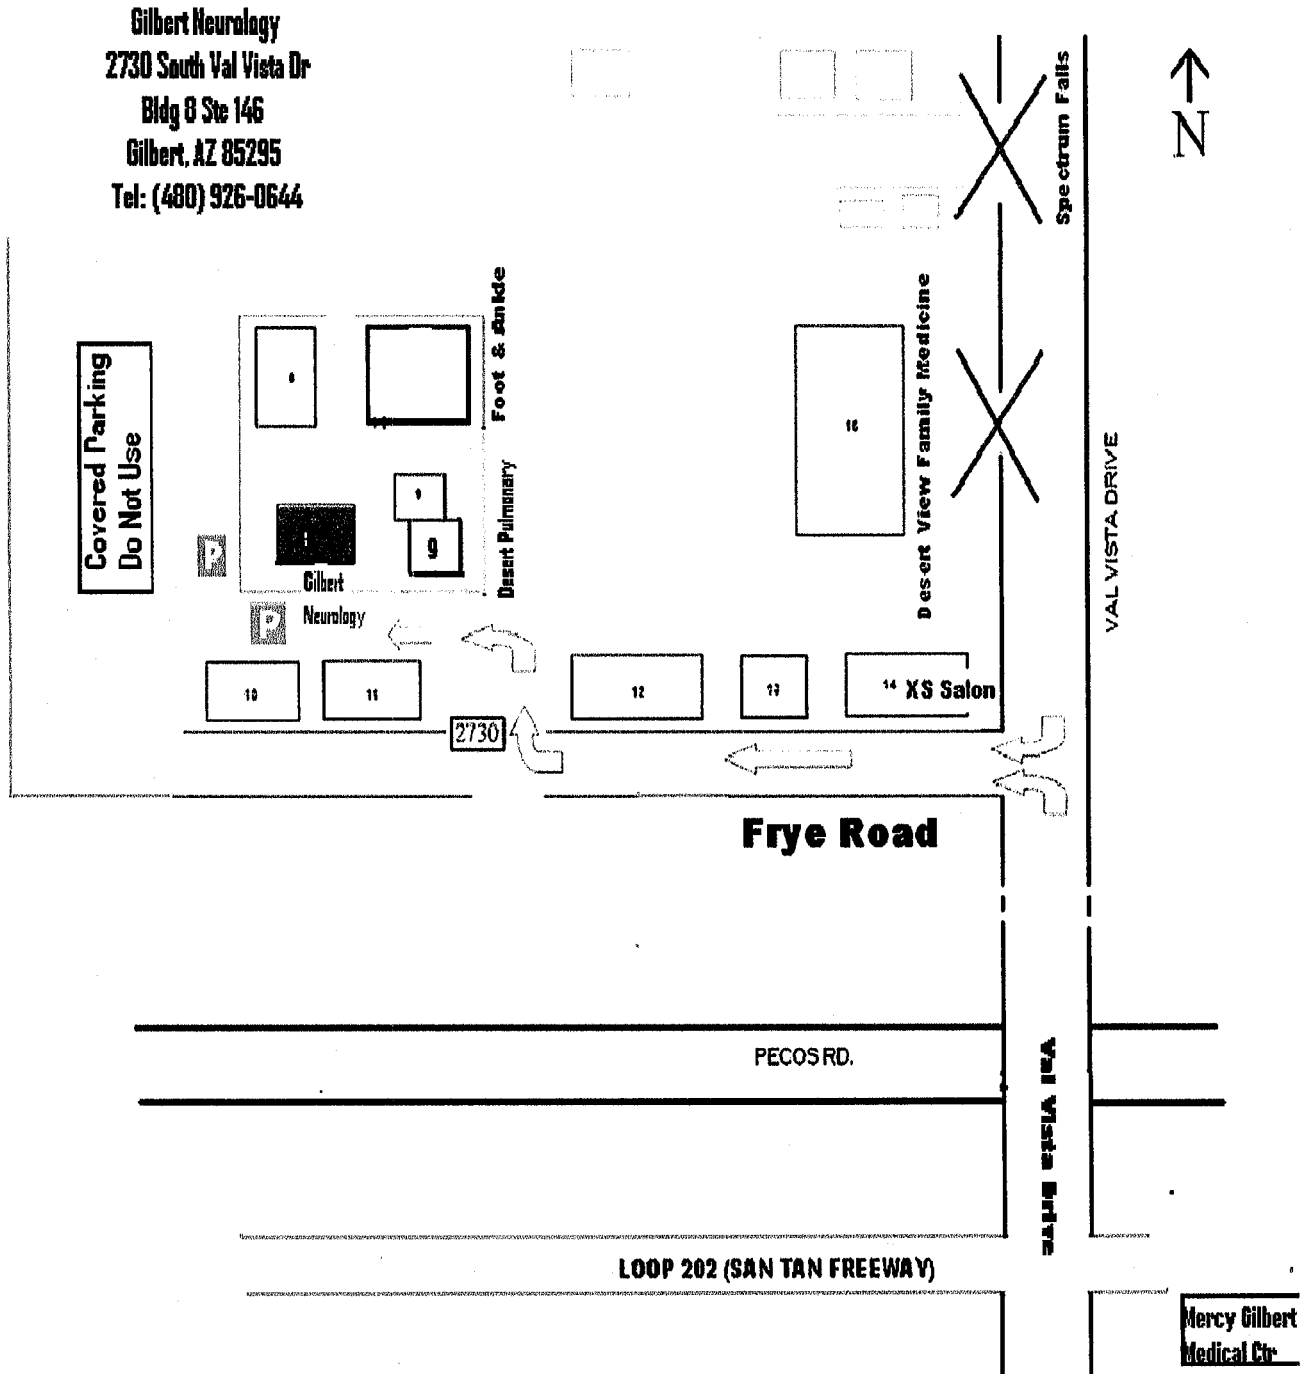 Gilbert Neurology
2730 South Val Vista Dr
Bldg 8 Ste 146
Gilbert, AZ 85295
Tel: (480) 926-0644
N
Spectrum Falls
Foot & Ankle
Desert View Family Medicine
Covered Parking
Do Not Use
VAL VISTA DRIVE
9
9
Desert Pulmonary
P
Gilbert
Neurology
P
10
11
12
13
14
XS Salon
2730
Frye Road
PECOS RD.
Val Vista Drive
LOOP 202 (SAN TAN FREEWAY)
Mercy Gilbert
Medical Ctr